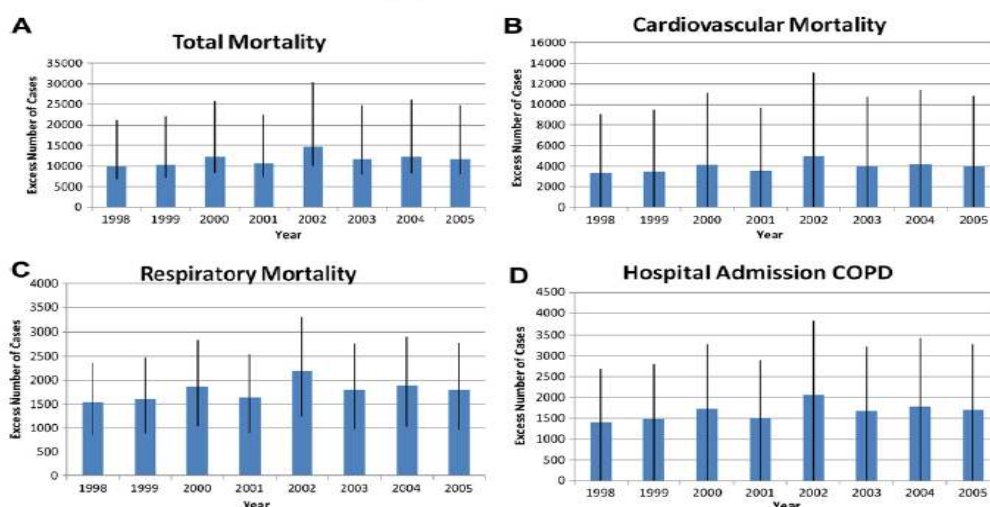 A
Total Mortality
Excess Number of Cases
35000
30000
25000
20000
15000
10000
5000
0
1998 1999 2000 2001 2002 2003 2004 2005
Year
B
Cardiovascular Mortality
Excess Number of Cases
16000
14000
12000
10000
8000
6000
4000
2000
0
1998 1999 2000 2001 2002 2003 2004 2005
Year
C
Respiratory Mortality
Excess Number of Cases
4000
3500
3000
2500
2000
1500
1000
500
0
1998 1999 2000 2001 2002 2003 2004 2005
Year
D
Hospital Admission COPD
Excess Number of Cases
4500
4000
3500
3000
2500
2000
1500
1000
500
0
1998 1999 2000 2001 2002 2003 2004 2005
Year